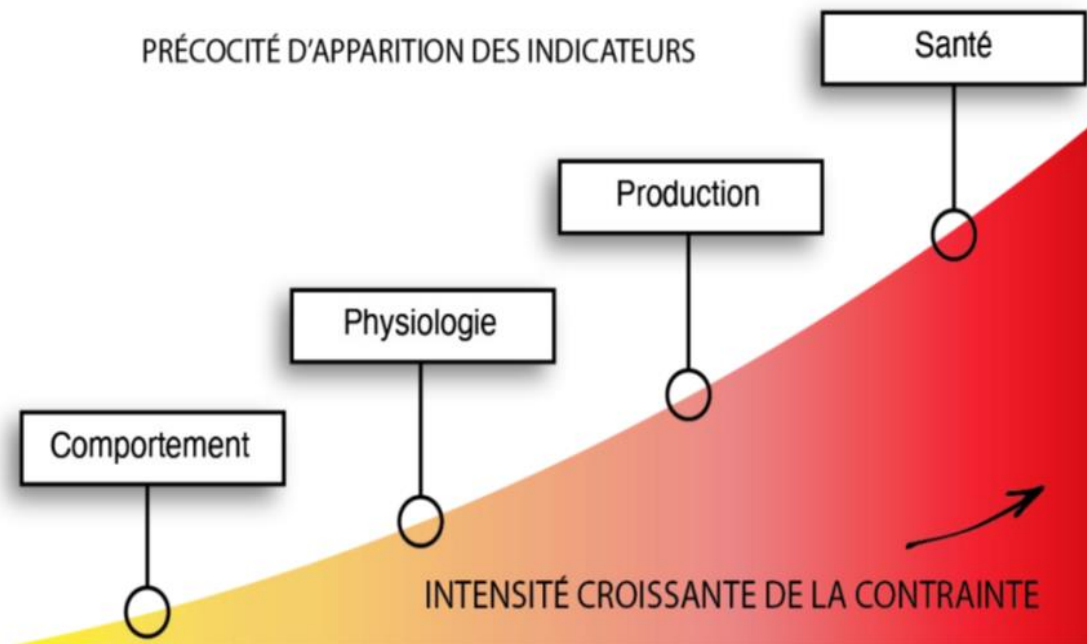 PRÉCOCITÉ D'APPARITION DES INDICATEURS
Santé
Production
Physiologie
Comportement
INTENSITÉ CROISSANTE DE LA CONTRAINTE